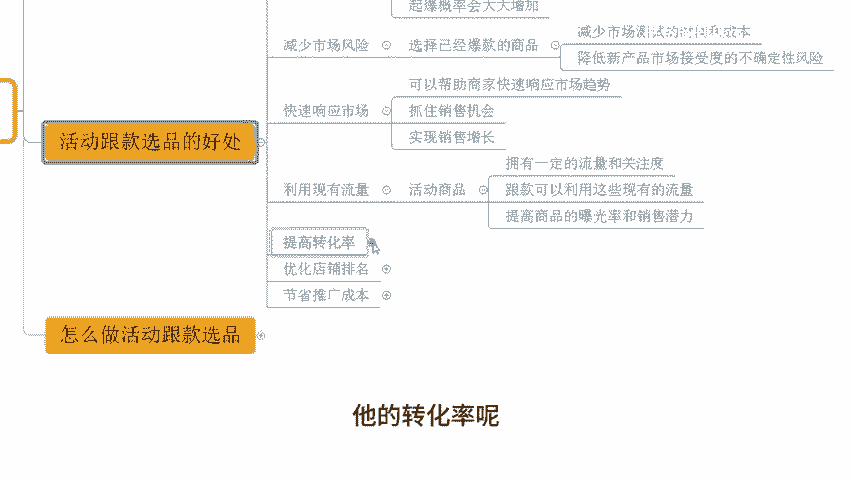 起爆概率会大大增加
减少市场风险
选择已经爆款的商品
减少市场测试的时间和成本
降低新产品市场接受度的不确定性风险
可以帮助商家快速响应市场趋势
快速响应市场
抓住销售机会
实现销售增长
活动跟款选品的好处
拥有一定的流量和关注度
利用现有流量
活动商品
跟款可以利用这些现有的流量
提高商品的曝光率和销售潜力
提高转化率
优化店铺排名
节省推广成本
怎么做活动跟款选品
他的转化率呢